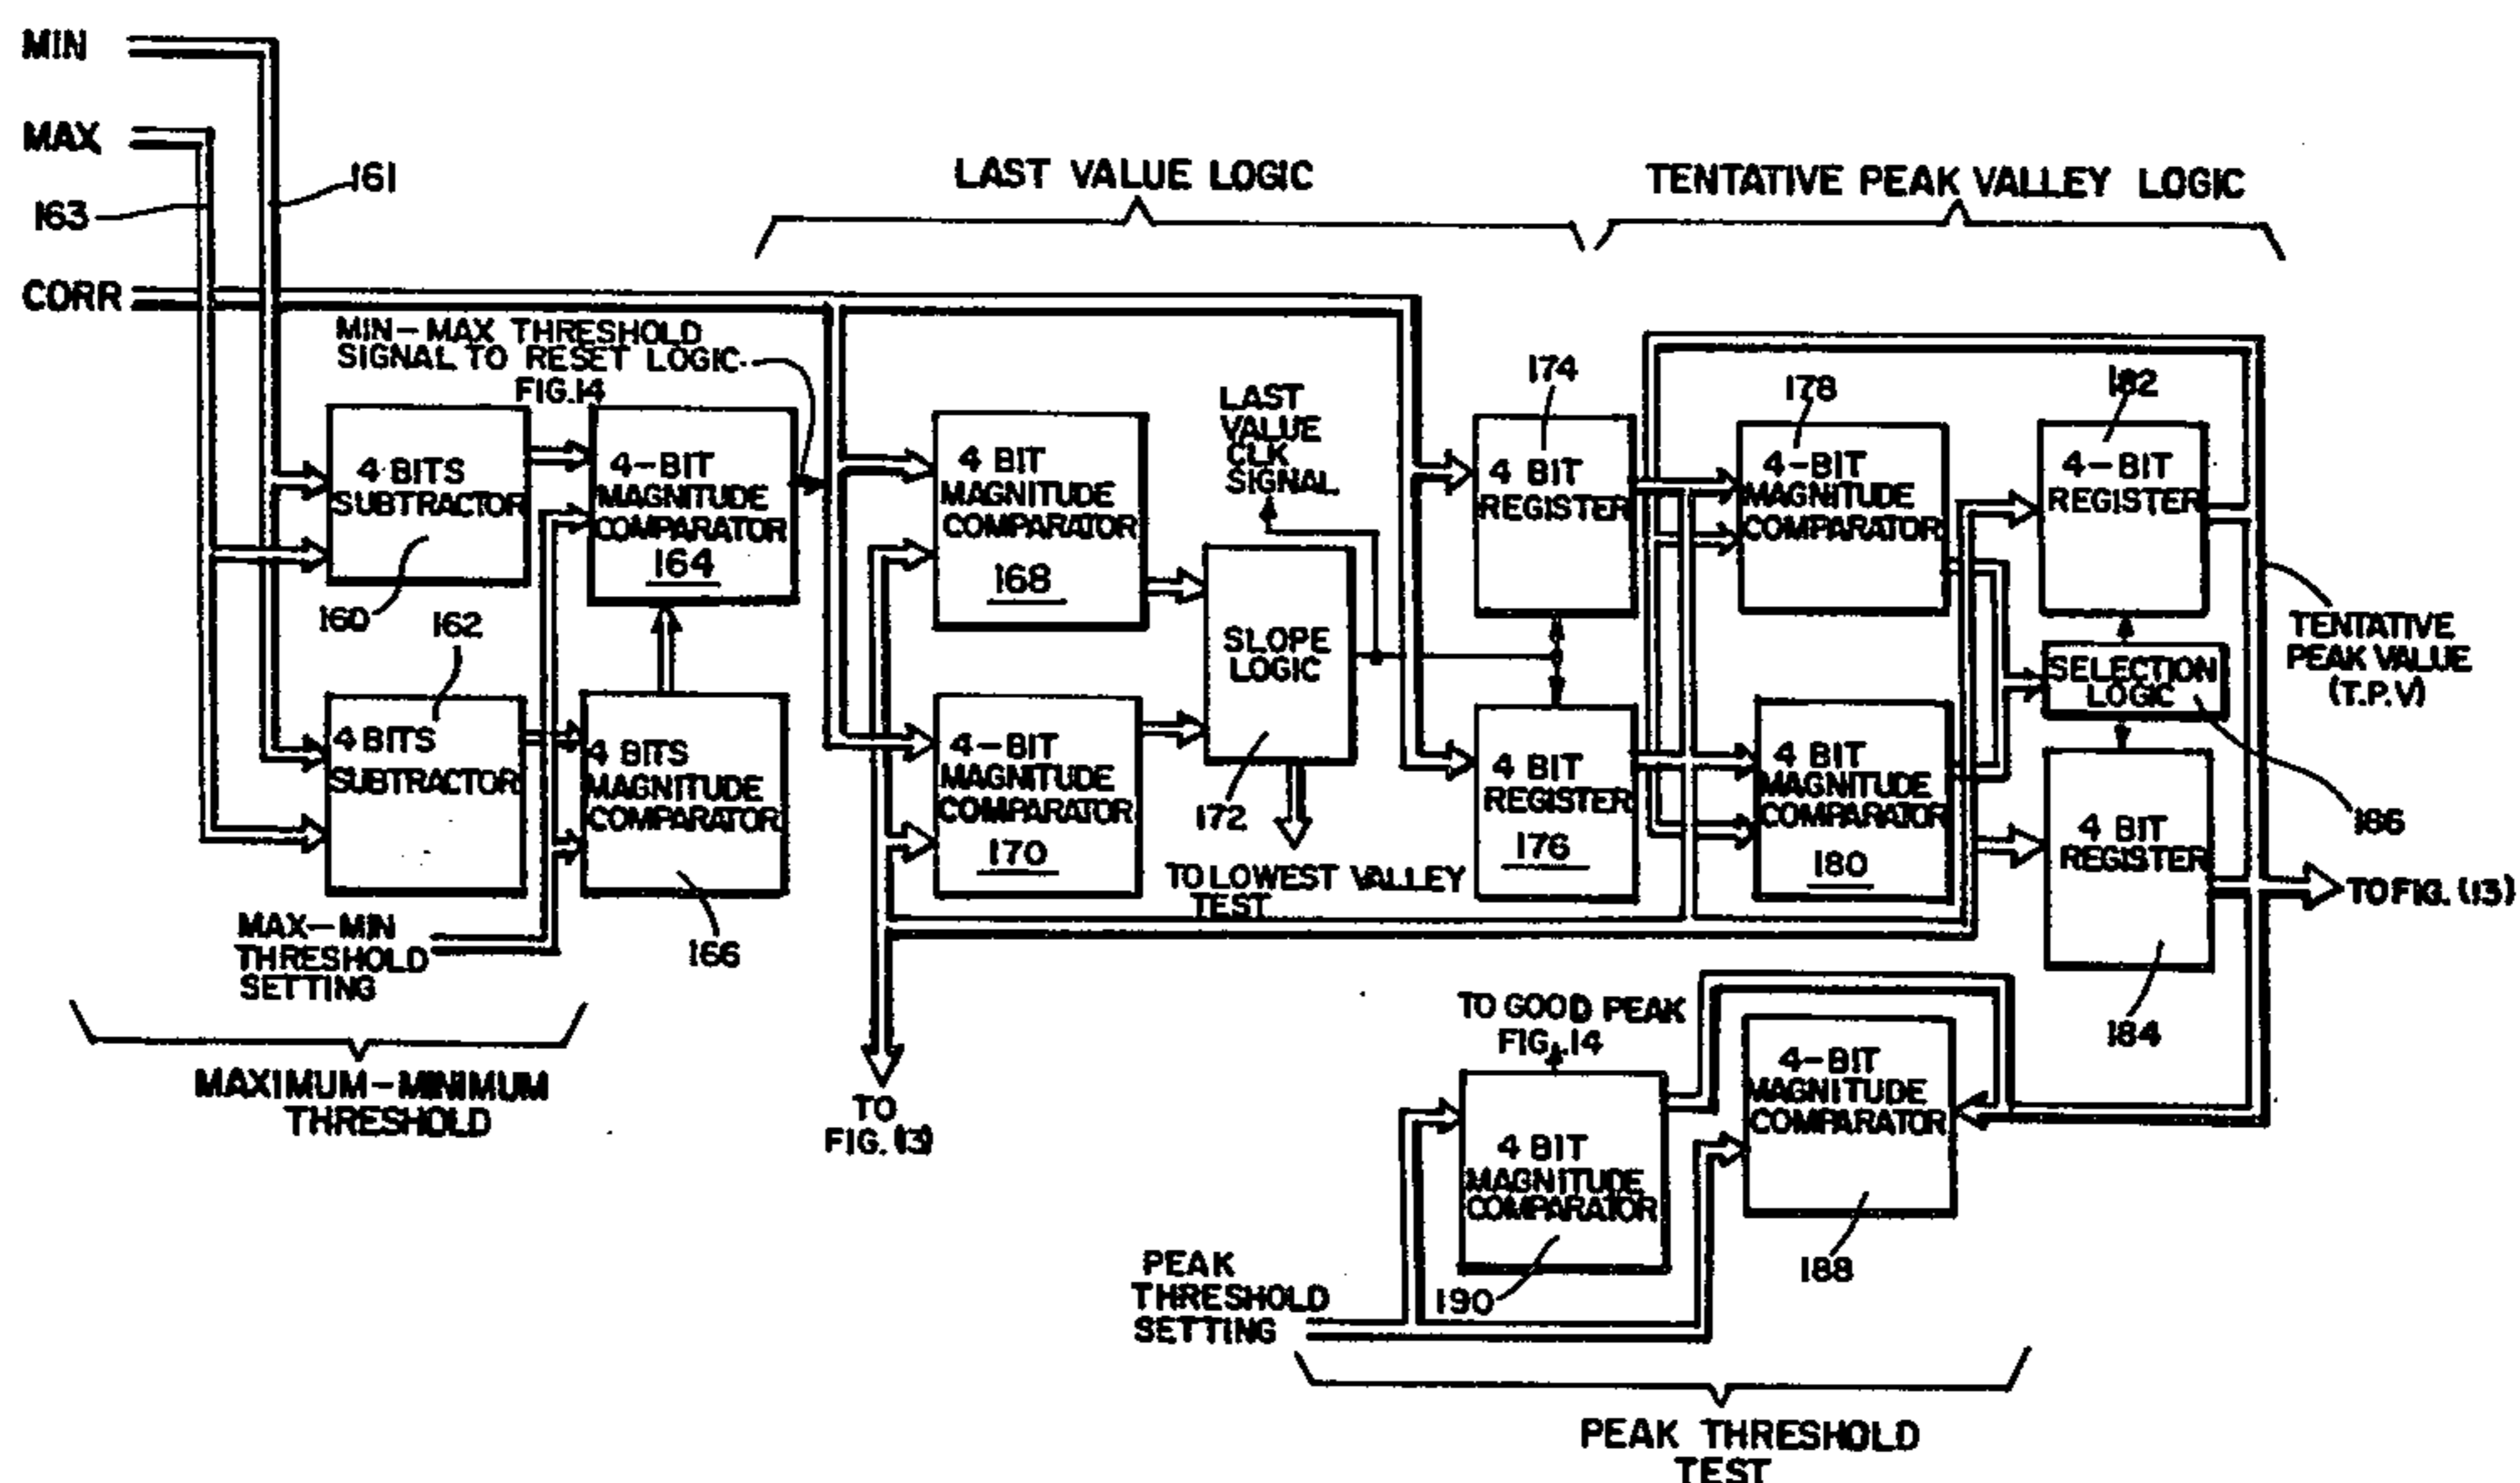 MIN
MAX
161
163
CORR
LAST VALUE LOGIC
TENTATIVE PEAK VALLEY LOGIC
MIN-MAX THRESHOLD
SIGNAL TO RESET LOGIC
FIG.14
4 BITS
SUBTRACTOR
160
4-BIT
MAGNITUDE
COMPARATOR
164
162
4 BITS
SUBTRACTOR
4 BITS
MAGNITUDE
COMPARATOR
166
MAX-MIN
THRESHOLD
SETTING
MAXIMUM-MINIMUM
THRESHOLD
4 BIT
MAGNITUDE
COMPARATOR
168
4-BIT
MAGNITUDE
COMPARATOR
170
LAST
VALUE
CLK
SIGNAL
SLOPE
LOGIC
172
TO LOWEST VALLEY
TEST
TO
FIG. (13)
174
4 BIT
REGISTER
4 BIT
REGISTER
176
178
4-BIT
MAGNITUDE
COMPARATOR
4 BIT
MAGNITUDE
COMPARATOR
180
182
4-BIT
REGISTER
SELECTION
LOGIC
186
4 BIT
REGISTER
184
TENTATIVE
PEAK VALUE
(T.P.V)
TO FIG. (13)
TO GOOD PEAK
FIG.14
4 BIT
MAGNITUDE
COMPARATOR
190
4-BIT
MAGNITUDE
COMPARATOR
188
PEAK
THRESHOLD
SETTING
PEAK THRESHOLD
TEST